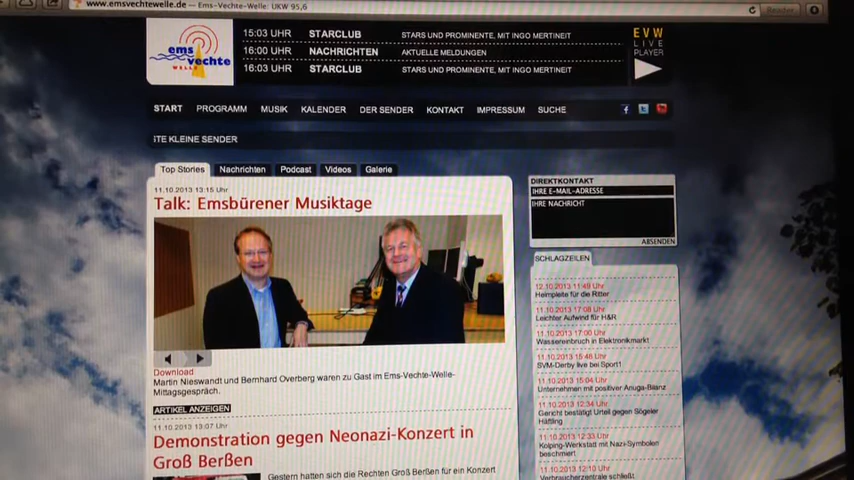 www.emsvechtewelle.de — Ems-Vechte-Welle: UKW 95,6
Reader
ems
vechte
WELLE
15:03 UHR STARCLUB STARS UND PROMINENTE, MIT INGO MERTINEIT
16:00 UHR NACHRICHTEN AKTUELLE MELDUNGEN
16:03 UHR STARCLUB STARS UND PROMINENTE, MIT INGO MERTINEIT
EVW
LIVE
PLAYER
START PROGRAMM MUSIK KALENDER DER SENDER KONTAKT IMPRESSUM SUCHE
ITE KLEINE SENDER
Top Stories Nachrichten Podcast Videos Galerie
11.10.2013 13:15 Uhr
Talk: Emsbürener Musiktage
Download
Martin Nieswandt und Bernhard Overberg waren zu Gast im Ems-Vechte-Welle-
Mittagsgespräch.
ARTIKEL ANZEIGEN
11.10.2013 13:07 Uhr
Demonstration gegen Neonazi-Konzert in
Groß Berßen
Gestern hatten sich die Rechten Groß Berßen für ein Konzert
DIREKTKONTAKT
IHRE E-MAIL-ADRESSE
IHRE NACHRICHT
ABSENDEN
SCHLAGZEILEN
12.10.2013 11:49 Uhr
Heimpleite für die Ritter
11.10.2013 17:08 Uhr
Leichter Aufwind für H&R
11.10.2013 17:00 Uhr
Wassereinbruch in Elektronikmarkt
11.10.2013 15:46 Uhr
SVM-Derby live bei Sport1
11.10.2013 15:04 Uhr
Unternehmen mit positiver Anuga-Bilanz
11.10.2013 12:34 Uhr
Gericht bestätigt Urteil gegen Sögeler
Häftling
11.10.2013 12:33 Uhr
Kolping-Werkstatt mit Nazi-Symbolen
beschmiert
11.10.2013 12:10 Uhr
Verbraucherzentrale schließt